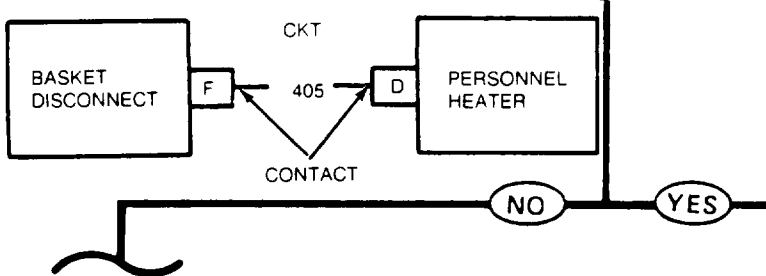 CKT
BASKET
DISCONNECT
F
405
D
PERSONNEL
HEATER
CONTACT
NO
YES